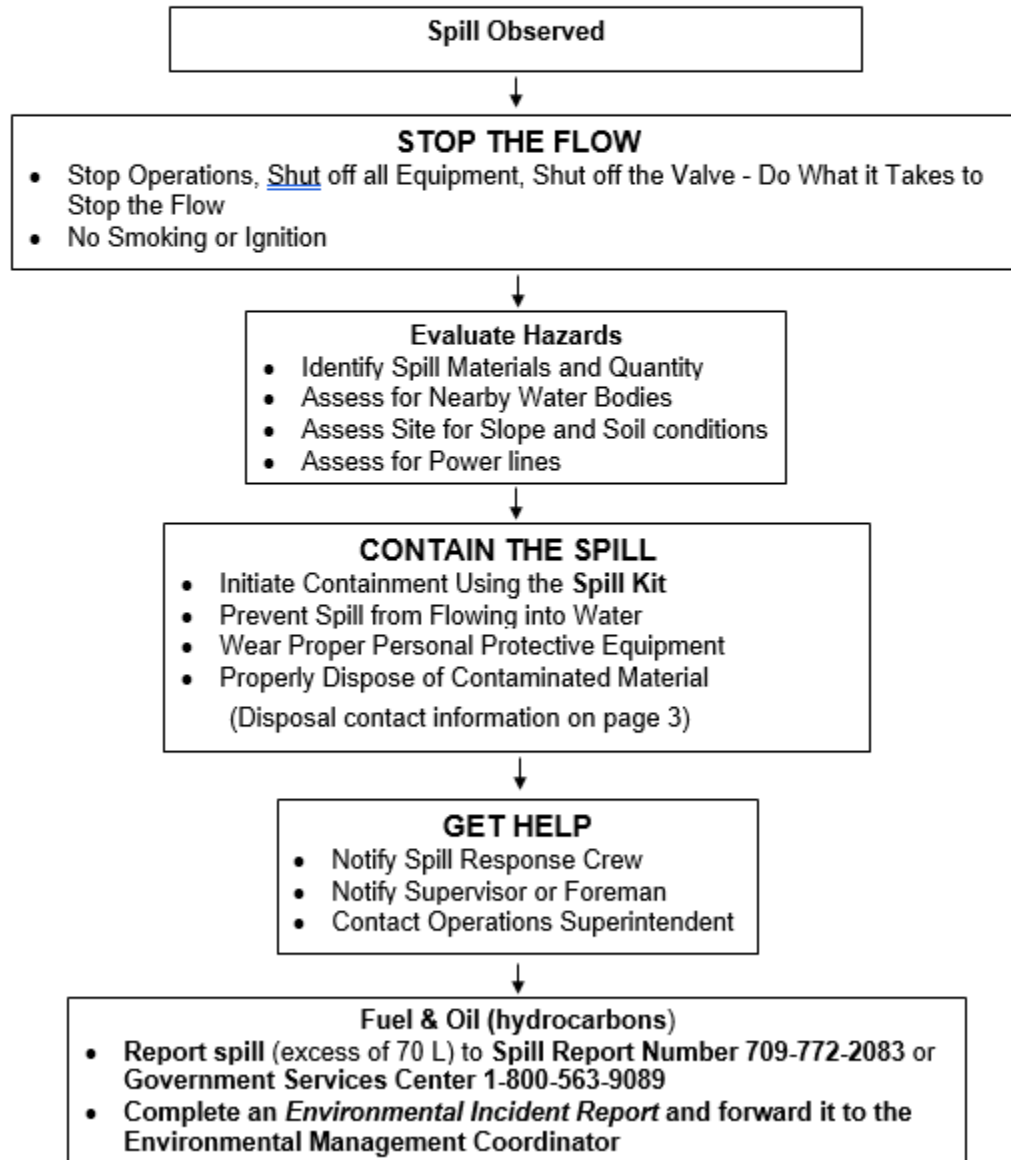 Spill Observed
STOP THE FLOW
• Stop Operations, Shut off all Equipment, Shut off the Valve - Do What it Takes to
Stop the Flow
• No Smoking or Ignition
Evaluate Hazards
• Identify Spill Materials and Quantity
• Assess for Nearby Water Bodies
• Assess Site for Slope and Soil conditions
• Assess for Power lines
CONTAIN THE SPILL
• Initiate Containment Using the Spill Kit
• Prevent Spill from Flowing into Water
• Wear Proper Personal Protective Equipment
• Properly Dispose of Contaminated Material
(Disposal contact information on page 3)
GET HELP
• Notify Spill Response Crew
• Notify Supervisor or Foreman
• Contact Operations Superintendent
Fuel & Oil (hydrocarbons)
• Report spill (excess of 70 L) to Spill Report Number 709-772-2083 or
Government Services Center 1-800-563-9089
• Complete an Environmental Incident Report and forward it to the
Environmental Management Coordinator